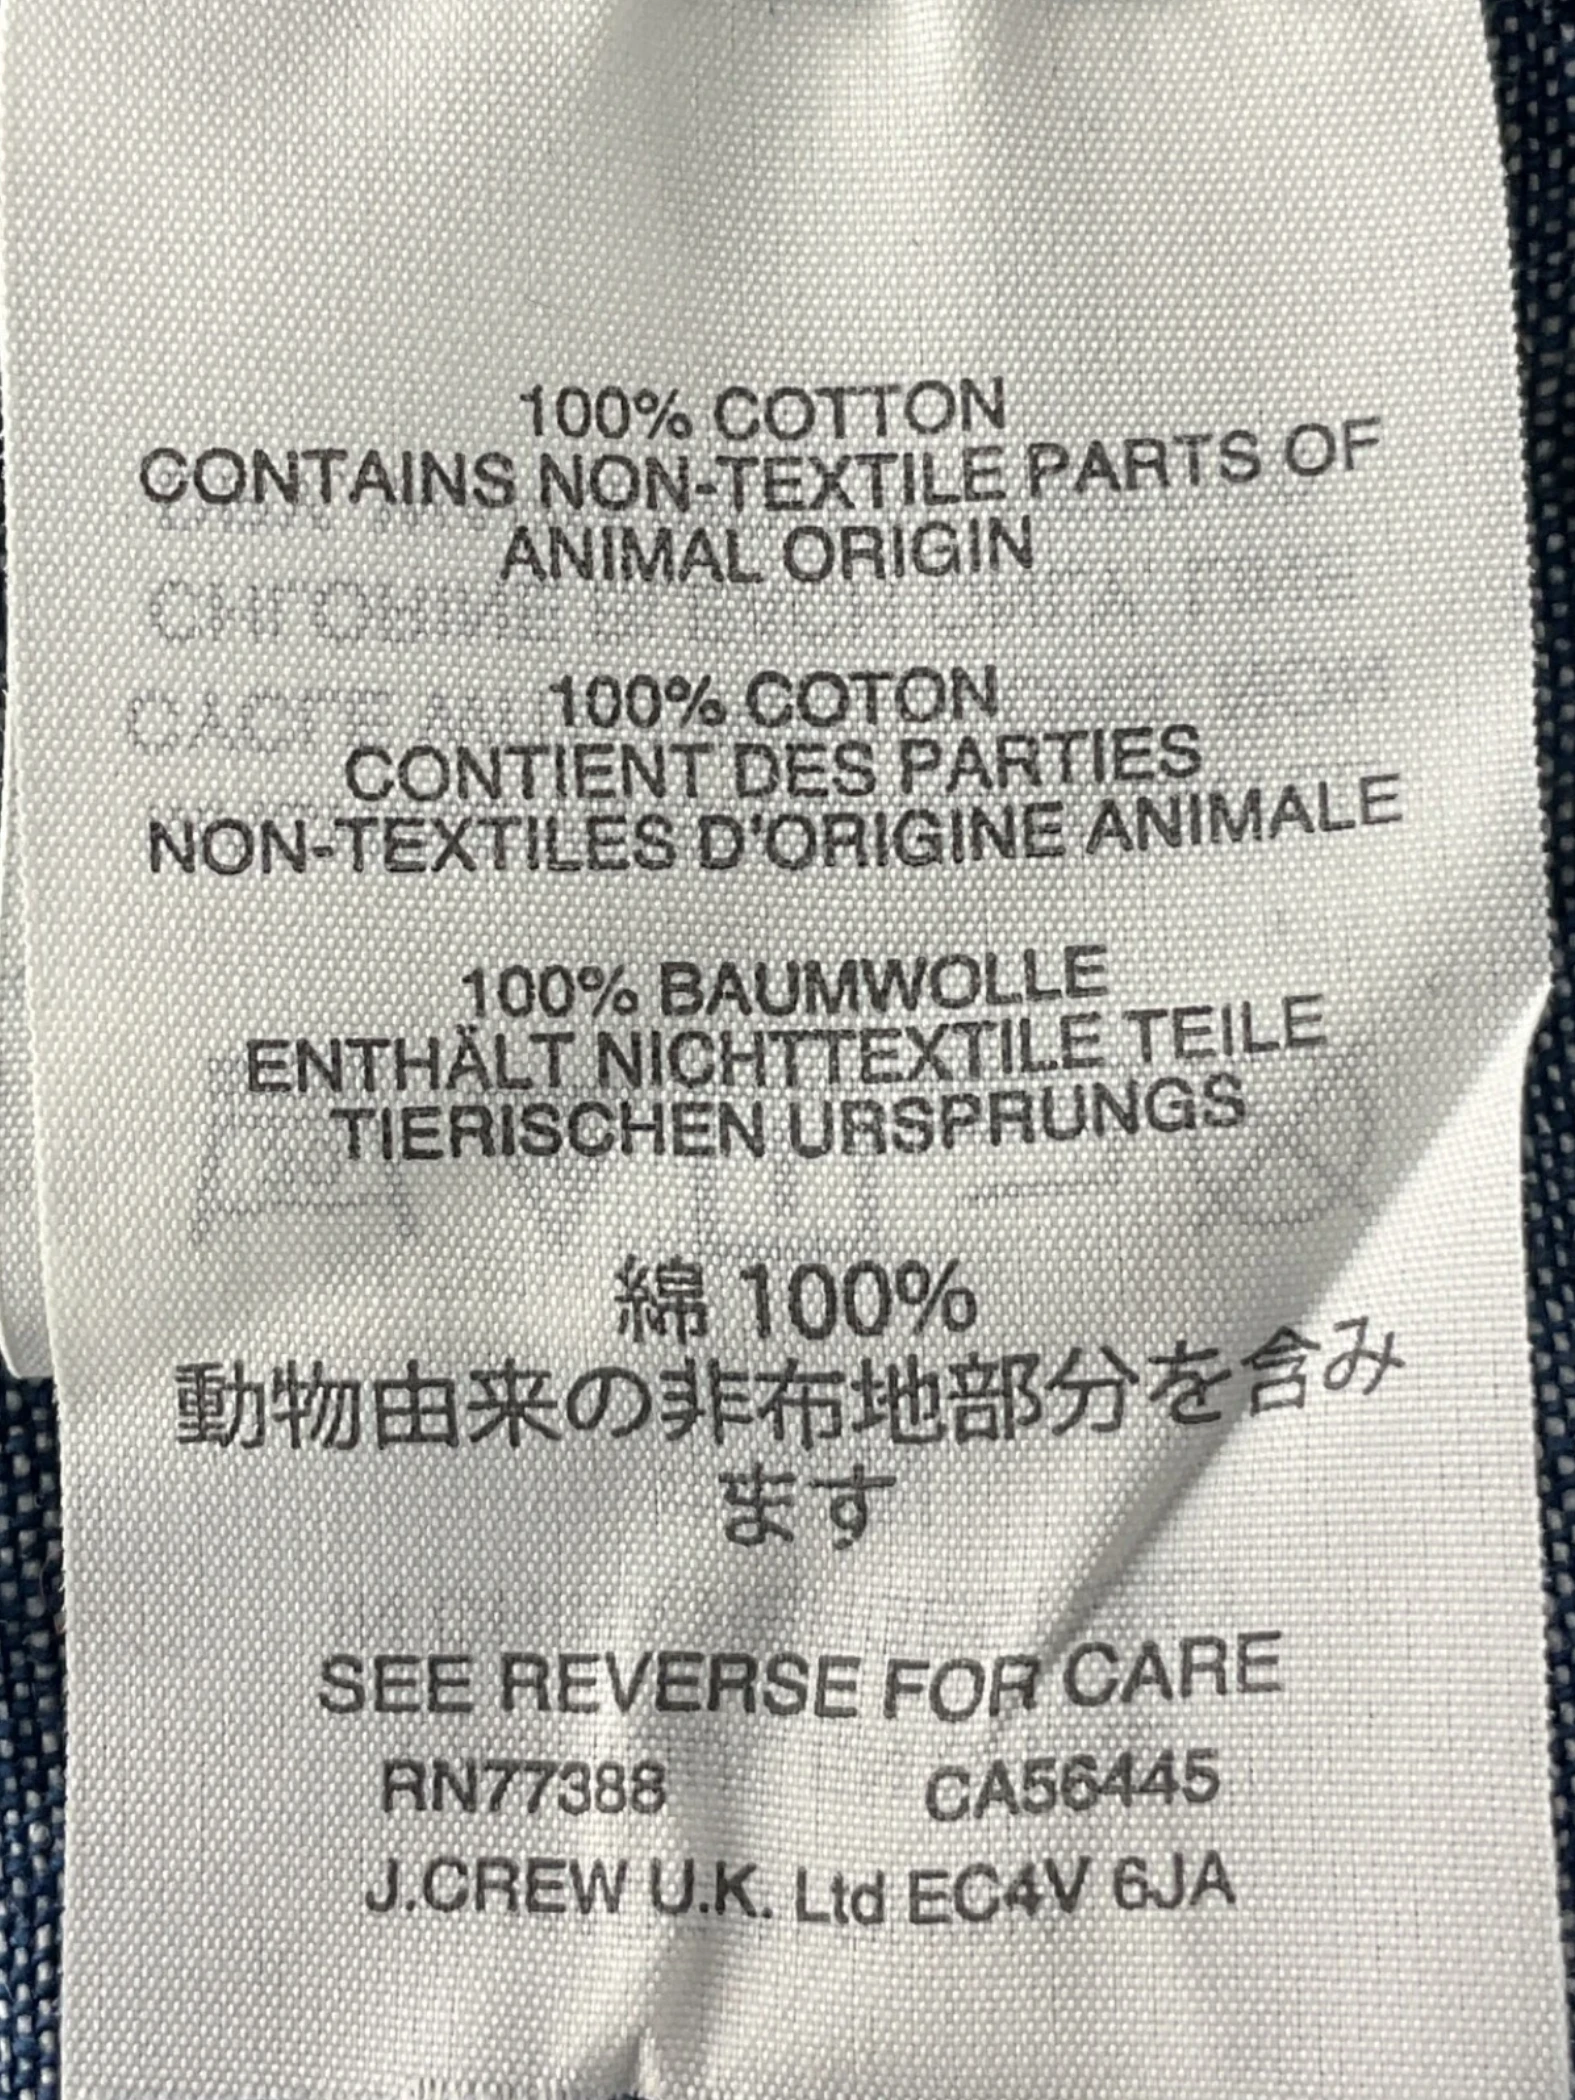 100% COTTON
CONTAINS NON-TEXTILE PARTS OF
ANIMAL ORIGIN
100% COTON
CONTIENT DES PARTIES
NON-TEXTILES D'ORIGINE ANIMALE
100% BAUMWOLLE
ENTHÄLT NICHTTEXTILE TEILE
TIERISCHEN URSPRUNGS
綿 100%
動物由来の非布地部分を含み
ます
SEE REVERSE FOR CARE
RN77388 CA56445
J.CREW U.K. Ltd EC4V 6JA